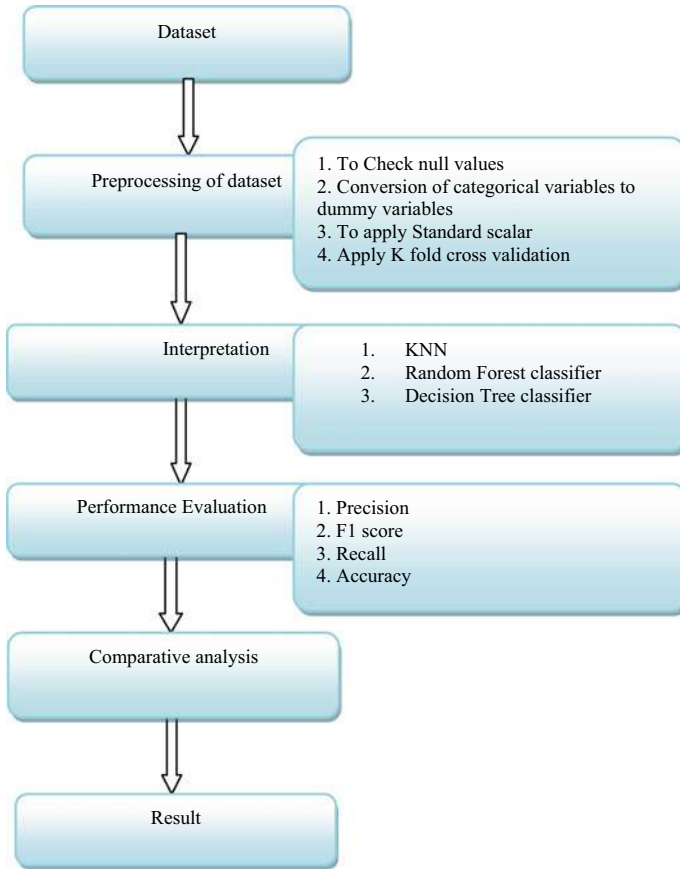 Dataset
Preprocessing of dataset
1. To Check null values
2. Conversion of categorical variables to
dummy variables
3. To apply Standard scalar
4. Apply K fold cross validation
Interpretation
1. KNN
2. Random Forest classifier
3. Decision Tree classifier
Performance Evaluation
1. Precision
2. F1 score
3. Recall
4. Accuracy
Comparative analysis
Result